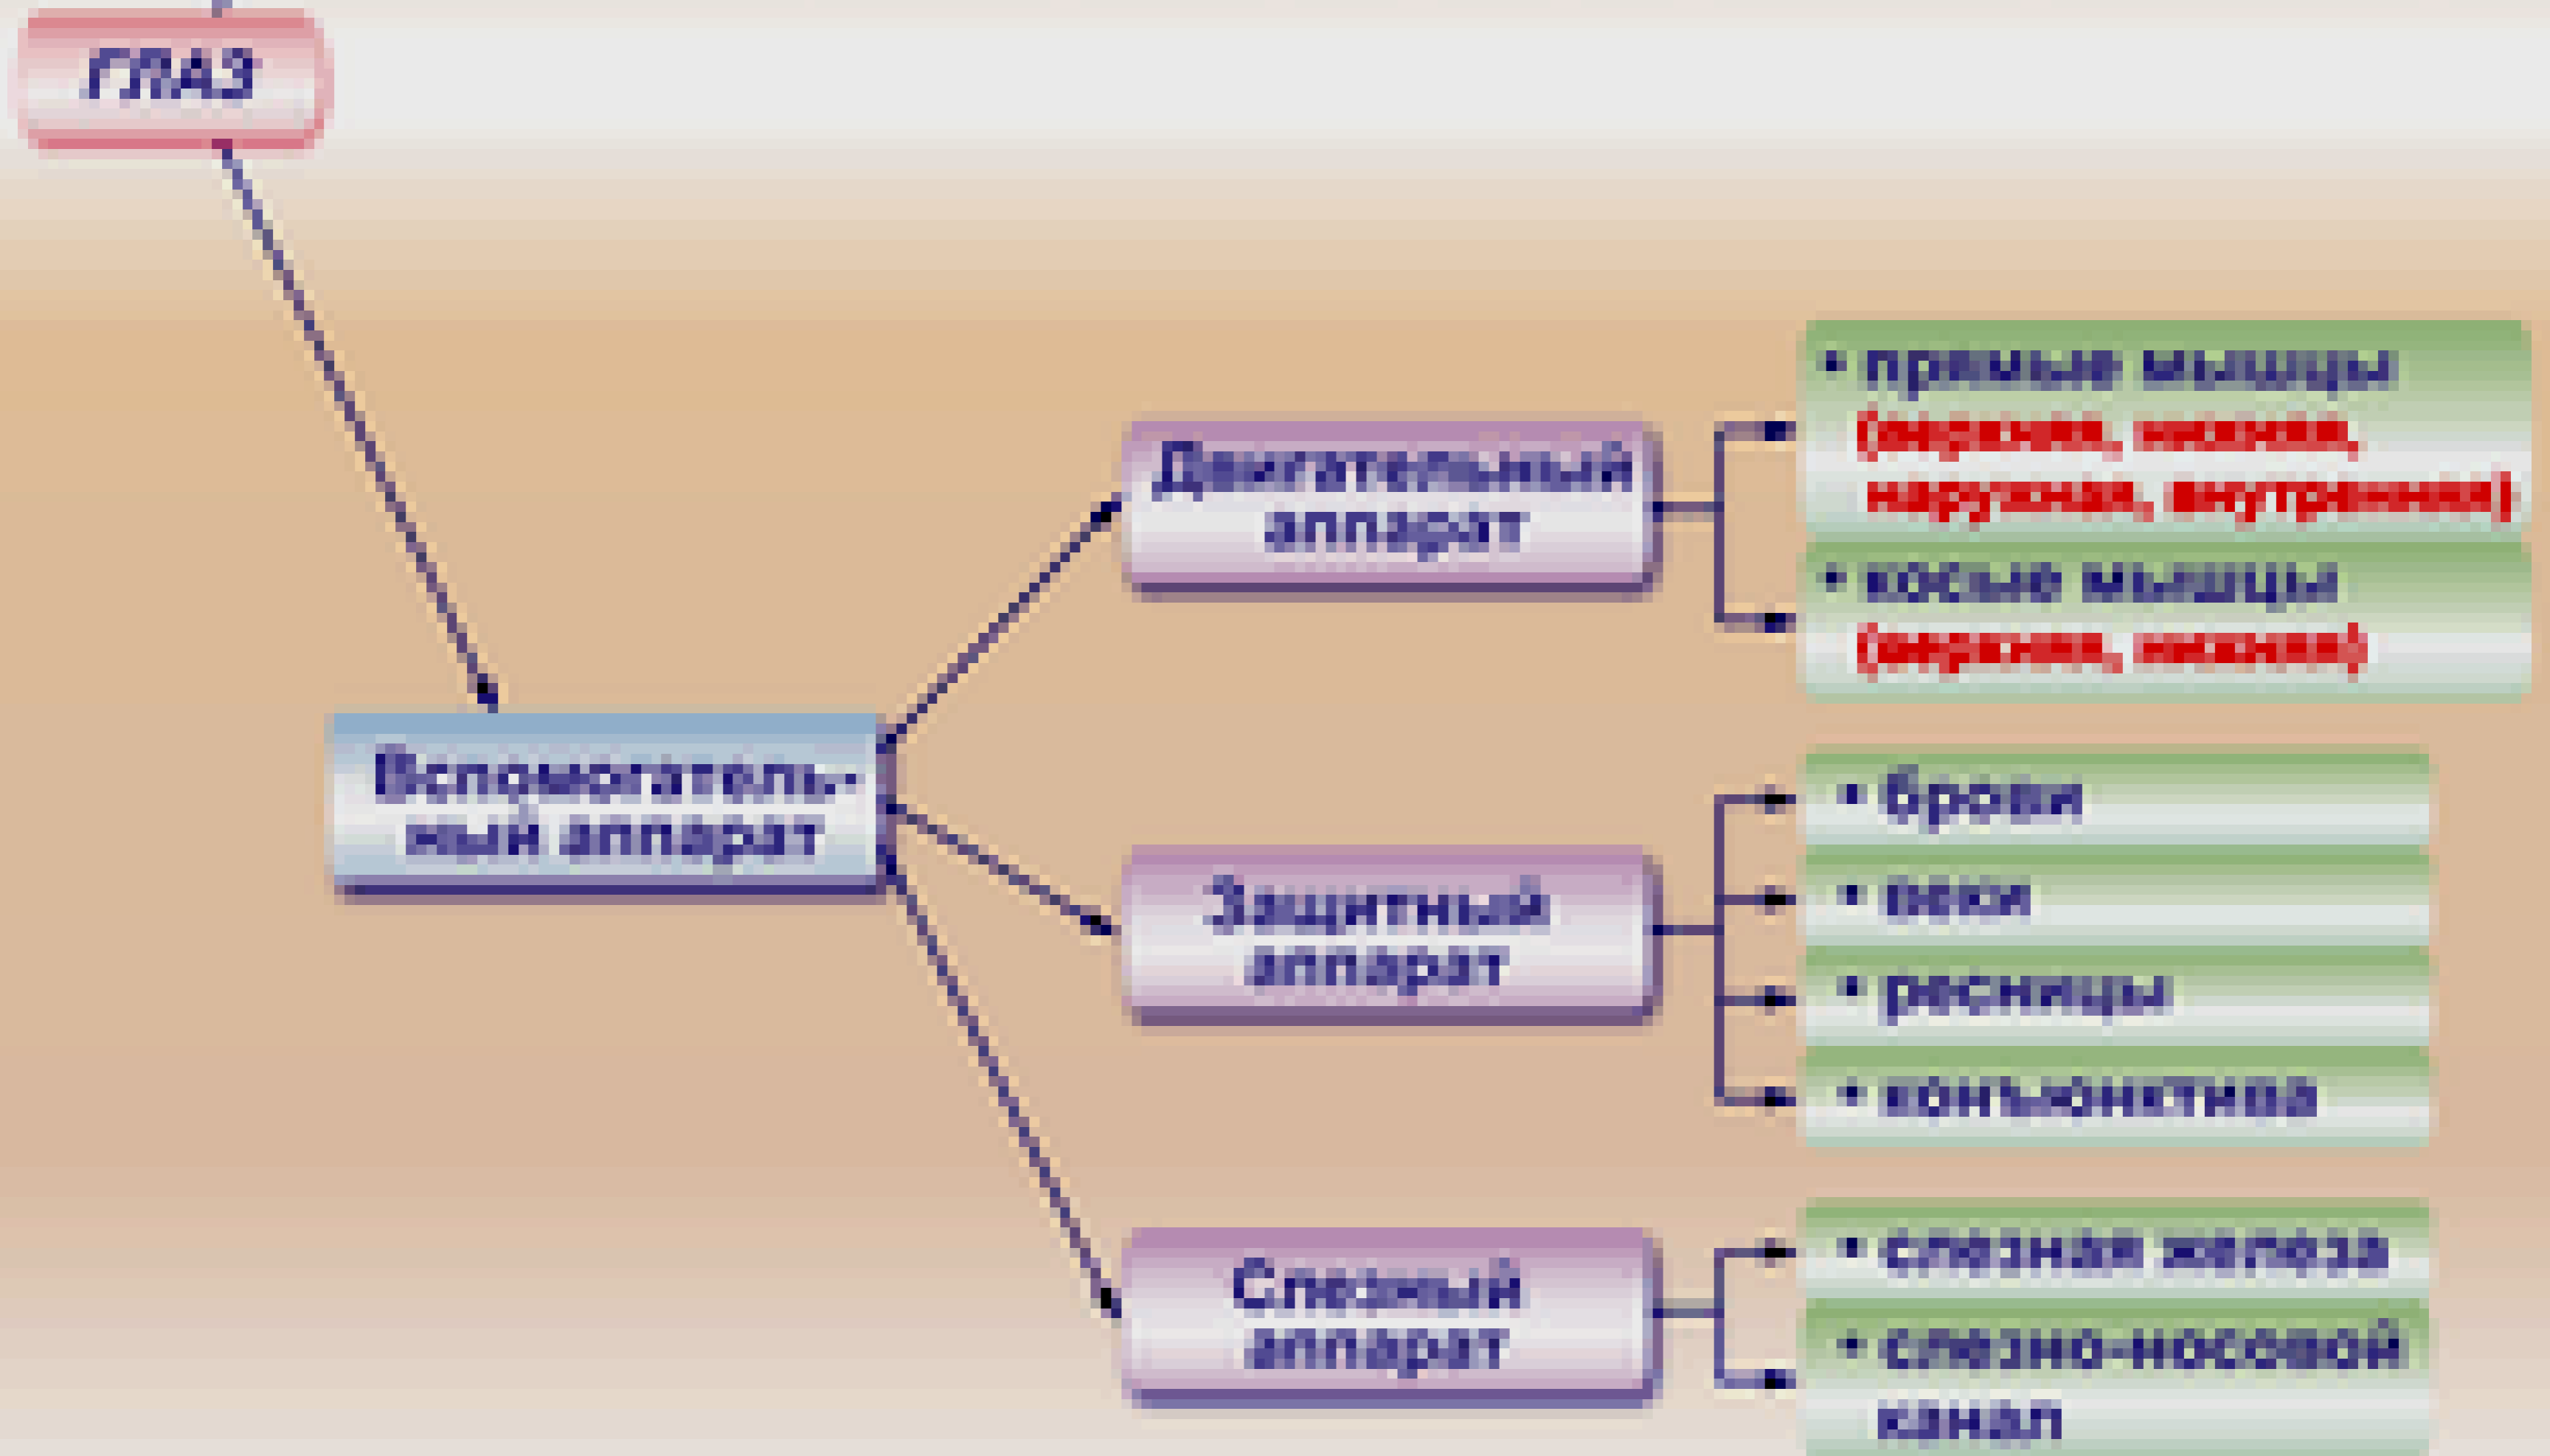 ГЛАЗ
Вспомогатель-
ный аппарат
Двигательный
аппарат
• прямые мышцы
(верхняя, нижняя,
наружная, внутренняя)
• косые мышцы
(верхняя, нижняя)
Защитный
аппарат
• брови
• веки
• ресницы
• конъюнктива
Слезный
аппарат
• слезная железа
• слезно-носовой
канал